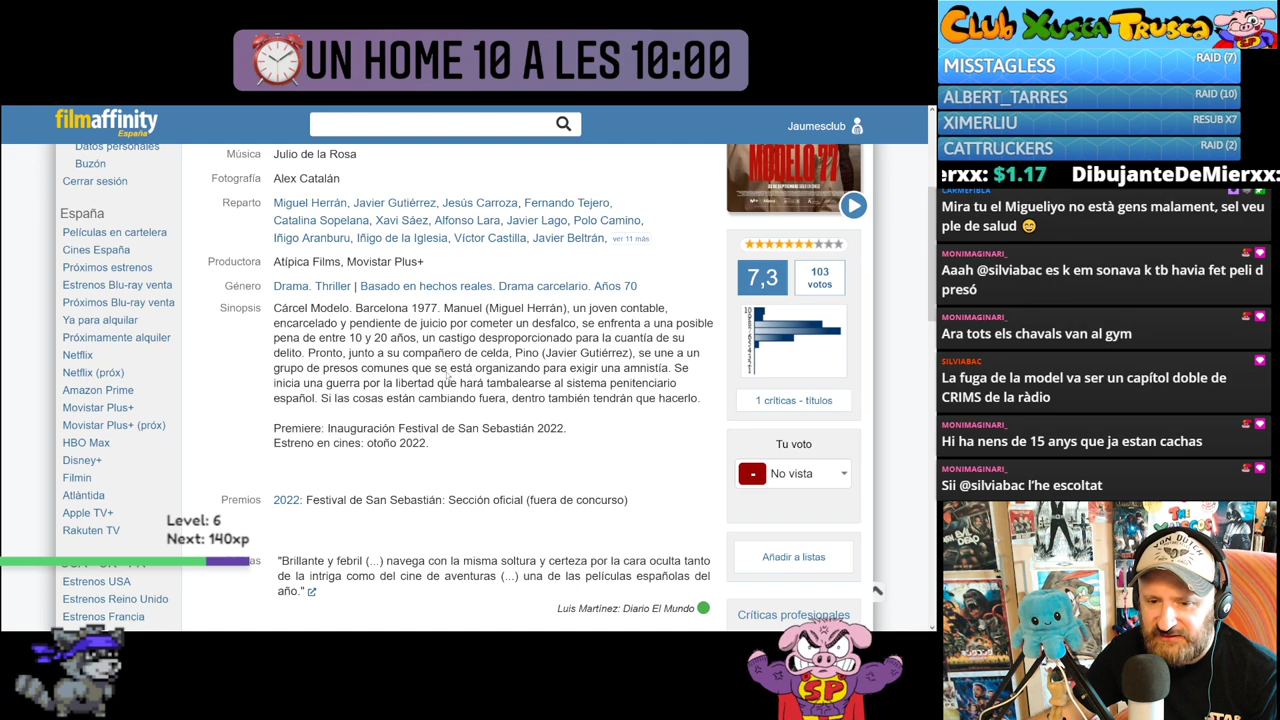 ⏰UN HOME 10 A LES 10:00
filmaffinity
España
Jaumesclub
Datos personales
Buzón
Cerrar sesión
España
Películas en cartelera
Cines España
Próximos estrenos
Estrenos Blu-ray venta
Próximos Blu-ray venta
Ya para alquilar
Próximamente alquiler
Netflix
Netflix (próx)
Amazon Prime
Movistar Plus+
Movistar Plus+ (próx)
HBO Max
Disney+
Filmin
Atlàntida
Apple TV+
Rakuten TV
Estrenos USA
Estrenos Reino Unido
Estrenos Francia
Level: 6
Next: 140xp
Música Julio de la Rosa
Fotografía Alex Catalán
Reparto Miguel Herrán, Javier Gutiérrez, Jesús Carroza, Fernando Tejero,
Catalina Sopelana, Xavi Sáez, Alfonso Lara, Javier Lago, Polo Camino,
Iñigo Aranburu, Iñigo de la Iglesia, Víctor Castilla, Javier Beltrán, ver 11 más
Productora Atípica Films, Movistar Plus+
Género Drama. Thriller | Basado en hechos reales. Drama carcelario. Años 70
Sinopsis Cárcel Modelo. Barcelona 1977. Manuel (Miguel Herrán), un joven contable,
encarcelado y pendiente de juicio por cometer un desfalco, se enfrenta a una posible
pena de entre 10 y 20 años, un castigo desproporcionado para la cuantía de su
delito. Pronto, junto a su compañero de celda, Pino (Javier Gutiérrez), se une a un
grupo de presos comunes que se está organizando para exigir una amnistía. Se
inicia una guerra por la libertad que hará tambalearse al sistema penitenciario
español. Si las cosas están cambiando fuera, dentro también tendrán que hacerlo.
Premiere: Inauguración Festival de San Sebastián 2022.
Estreno en cines: otoño 2022.
Premios 2022: Festival de San Sebastián: Sección oficial (fuera de concurso)
"Brillante y febril (...) navega con la misma soltura y certeza por la cara oculta tanto
de la intriga como del cine de aventuras (...) una de las películas españolas del
año."
Luis Martínez: Diario El Mundo
MODELO 77
7,3
103
votos
1 críticas - títulos
Tu voto
- No vista
Añadir a listas
Críticas profesionales
SP
Club Xusca Trusca
SP
MISSTAGLESS RAID (7)
ALBERT_TARRES RAID (10)
XIMERLIU RESUB X7
CATTRUCKERS RAID (2)
erxx: $1.17 DibujanteDeMierxx:
CARMEFIBLA
Mira tu el Migueliyo no està gens malament, sel veu
ple de salud 😄
MONIMAGINARI_
Aaah @silviabac es k em sonava k tb havia fet peli d
presó
MONIMAGINARI_
Ara tots els chavals van al gym
SILVIABAC
La fuga de la model va ser un capítol doble de
CRIMS de la ràdio
MONIMAGINARI_
Hi ha nens de 15 anys que ja estan cachas
MONIMAGINARI_
Sii @silviabac l'he escoltat